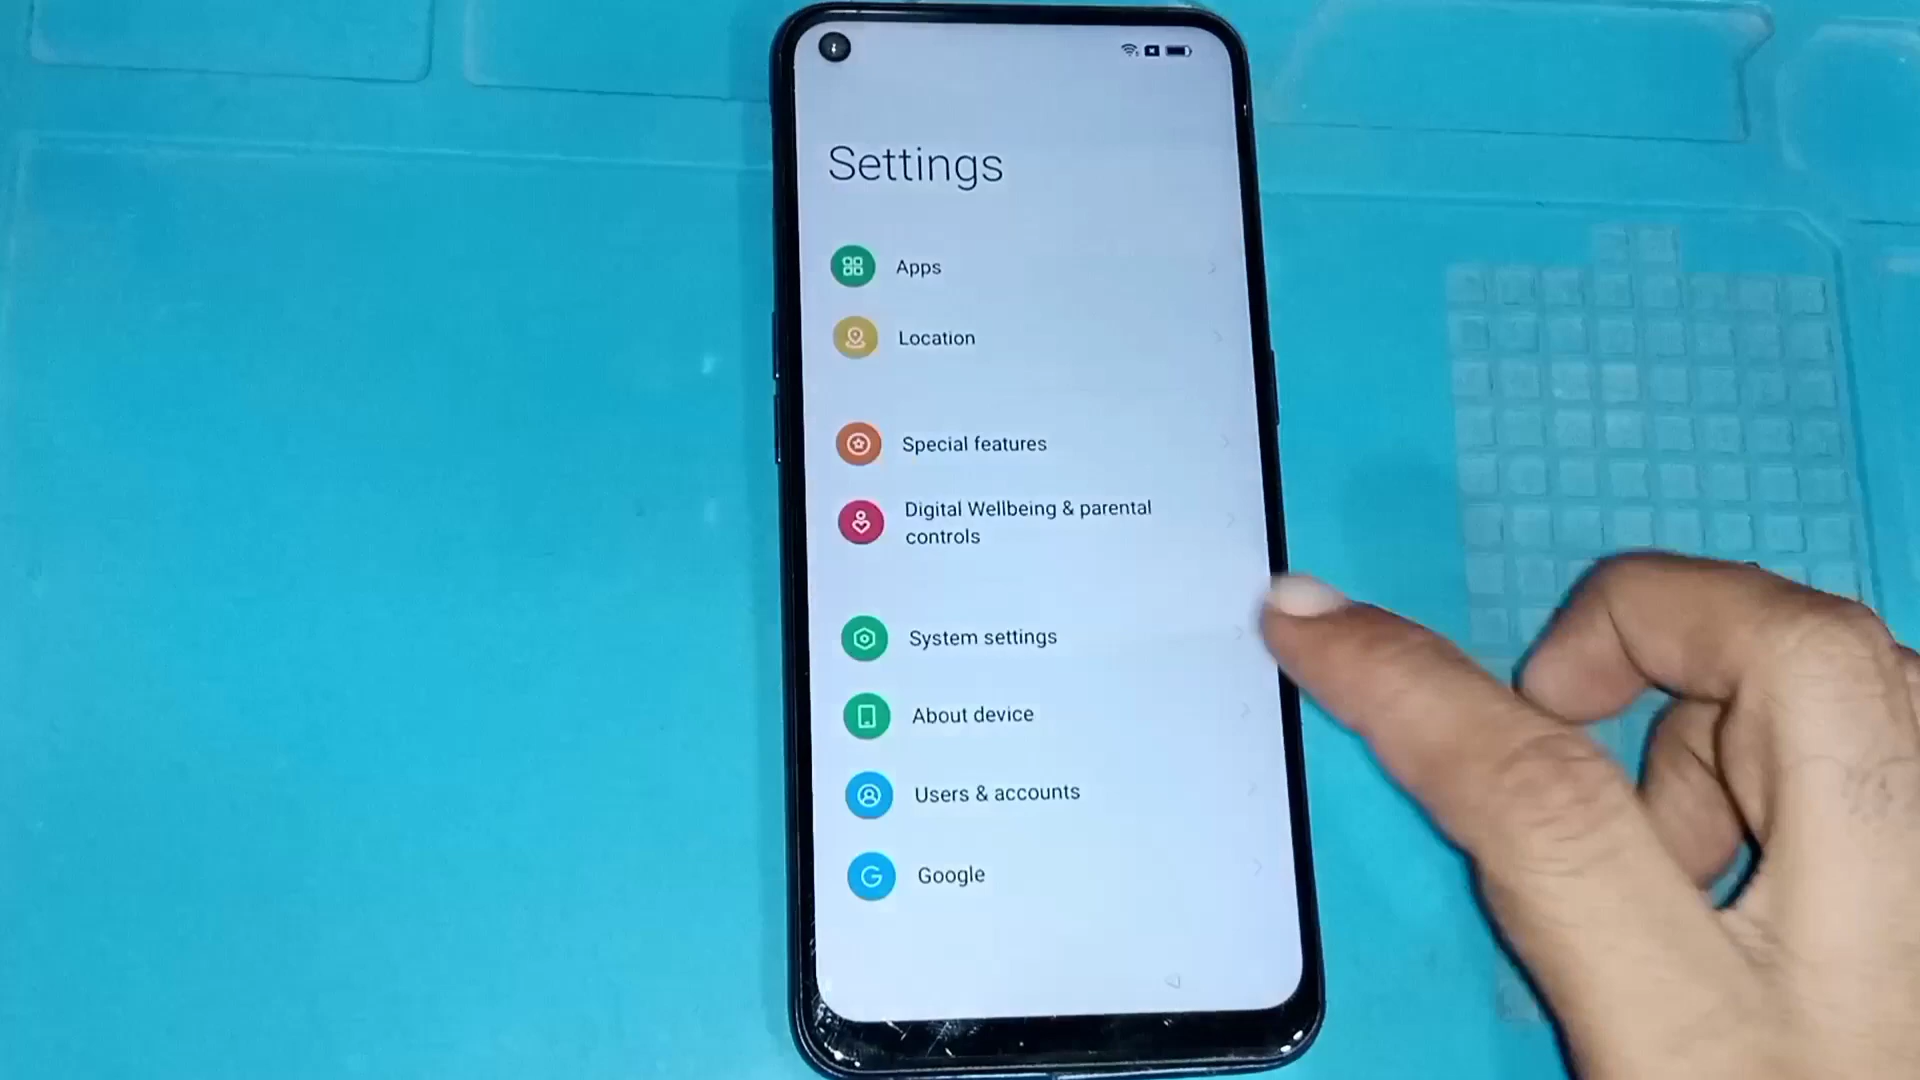 Settings
Apps
Location
Special features
Digital Wellbeing & parental
controls
System settings
About device
Users & accounts
Google